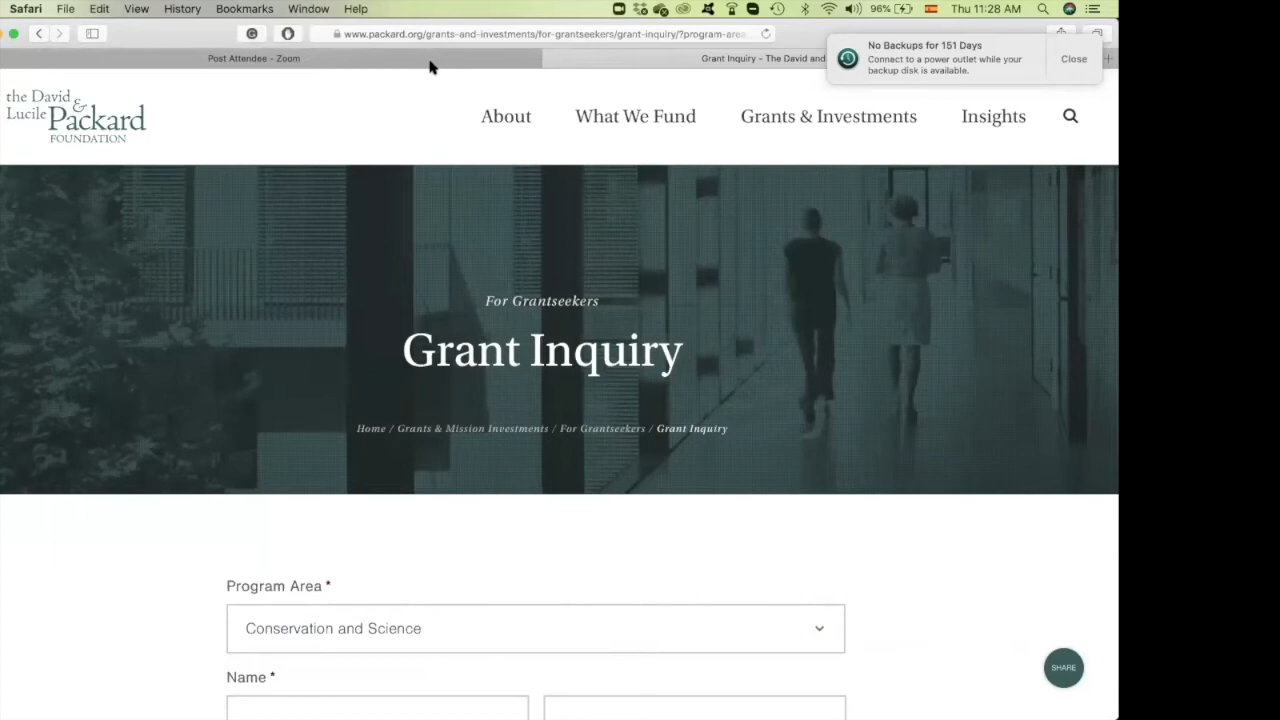 Safari File Edit View History Bookmarks Window Help 96% Thu 11:28 AM
www.packard.org/grants-and-investments/for-grantseekers/grant-inquiry/?program-area
No Backups for 151 Days
Connect to a power outlet while your
backup disk is available.
Close
Post Attendee - Zoom
Grant Inquiry - The David and
the David
Lucile & Packard
FOUNDATION
About What We Fund Grants & Investments Insights
For Grantseekers
Grant Inquiry
Home / Grants & Mission Investments / For Grantseekers / Grant Inquiry
Program Area *
Conservation and Science
Name *
SHARE